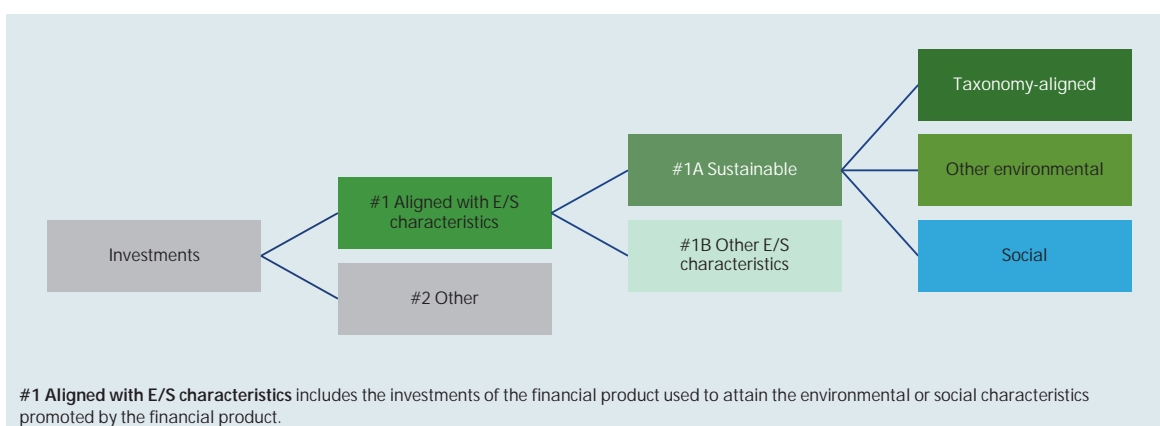 Investments
#1 Aligned with E/S
characteristics
#2 Other
#1A Sustainable
#1B Other E/S
characteristics
Taxonomy-aligned
Other environmental
Social
#1 Aligned with E/S characteristics includes the investments of the financial product used to attain the environmental or social characteristics
promoted by the financial product.